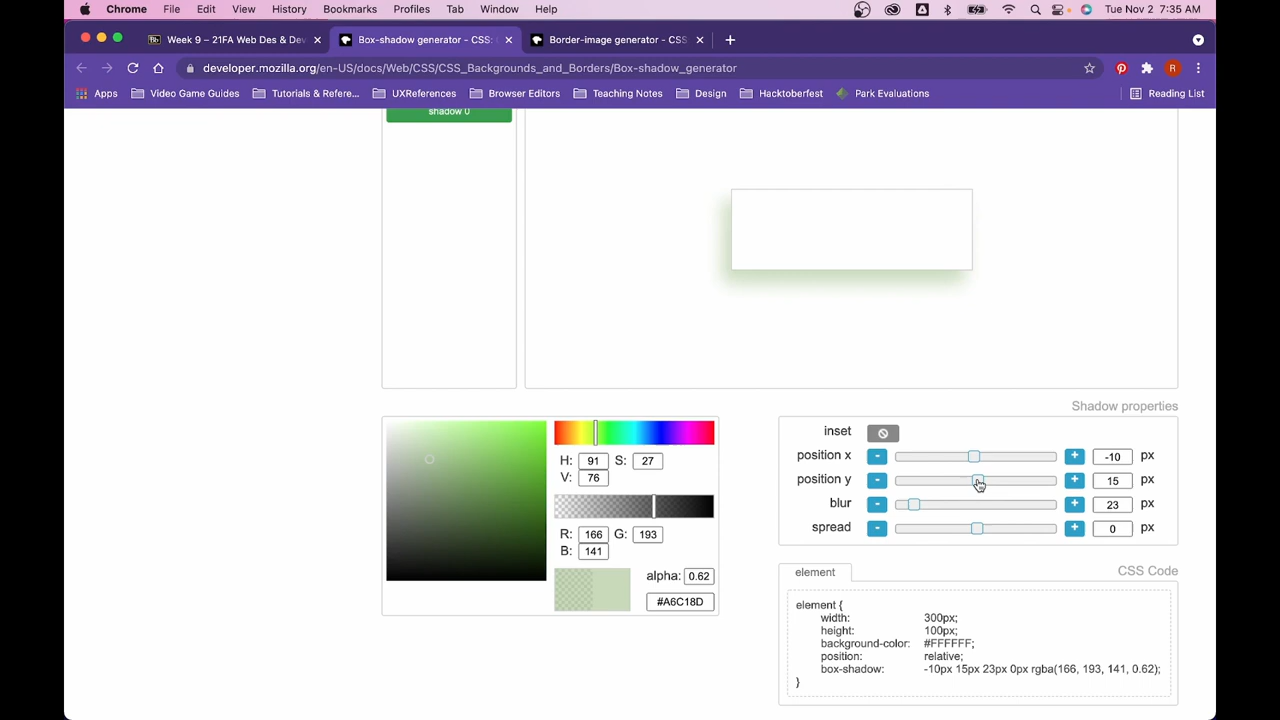 Chrome File Edit View History Bookmarks Profiles Tab Window Help Tue Nov 2 7:35 AM
Week 9 – 21FA Web Des & Dev Box-shadow generator - CSS: Border-image generator - CSS
developer.mozilla.org/en-US/docs/Web/CSS/CSS_Backgrounds_and_Borders/Box-shadow_generator R
Apps Video Game Guides Tutorials & Refere... UXReferences Browser Editors Teaching Notes Design Hacktoberfest Park Evaluations Reading List
shadow 0
Shadow properties
inset
position x - + -10 px
position y - + 15 px
blur - + 23 px
spread - + 0 px
H: 91 S: 27
V: 76
R: 166 G: 193
B: 141
alpha: 0.62
#A6C18D
element CSS Code
element {
width: 300px;
height: 100px;
background-color: #FFFFFF;
position: relative;
box-shadow: -10px 15px 23px 0px rgba(166, 193, 141, 0.62);
}